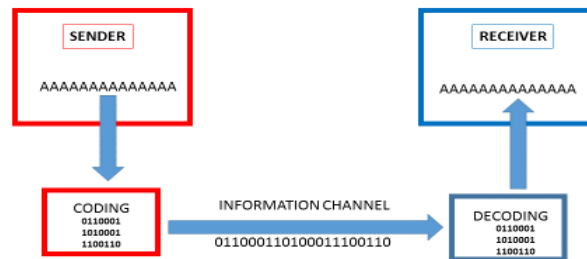 SENDER
AAAAAAAAAAAAAA
CODING
0110001
1010001
1100110
INFORMATION CHANNEL
011000110100011100110
RECEIVER
AAAAAAAAAAAAAA
DECODING
0110001
1010001
1100110